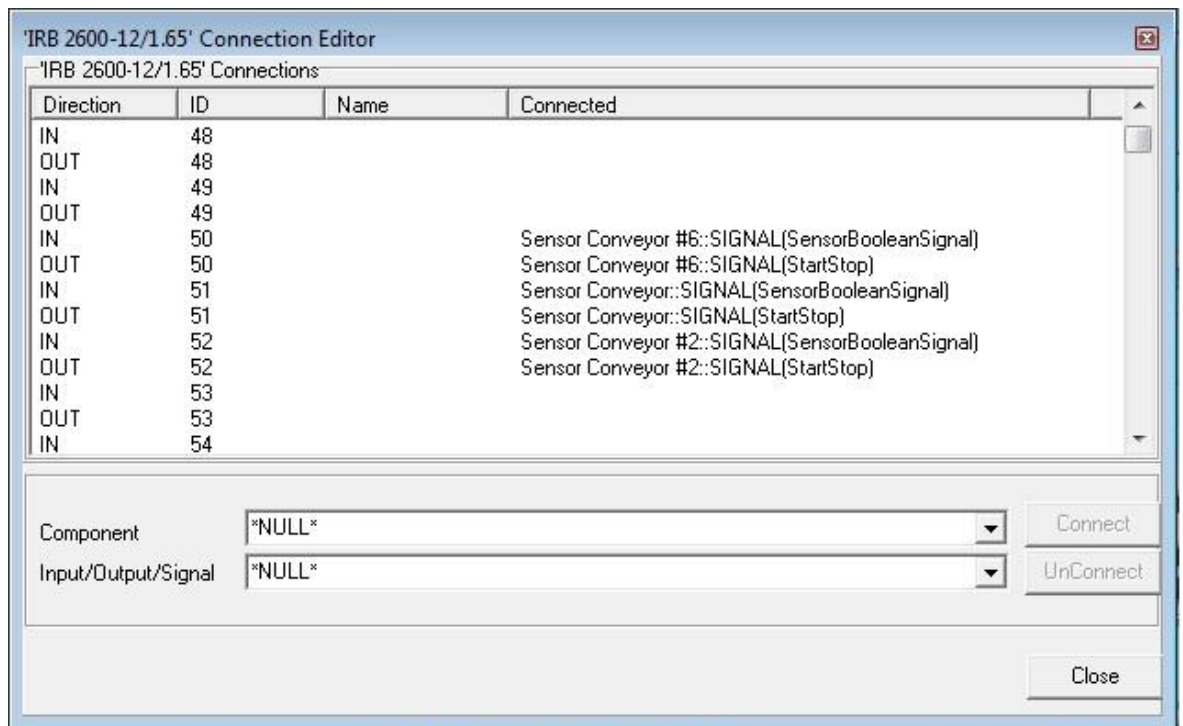 'IRB 2600-12/1.65' Connection Editor
'IRB 2600-12/1.65' Connections
Direction ID Name Connected
IN 48
OUT 48
IN 49
OUT 49
IN 50 Sensor Conveyor #6::SIGNAL(SensorBooleanSignal)
OUT 50 Sensor Conveyor #6::SIGNAL(StartStop)
IN 51 Sensor Conveyor::SIGNAL(SensorBooleanSignal)
OUT 51 Sensor Conveyor::SIGNAL(StartStop)
IN 52 Sensor Conveyor #2::SIGNAL(SensorBooleanSignal)
OUT 52 Sensor Conveyor #2::SIGNAL(StartStop)
IN 53
OUT 53
IN 54
Component *NULL* Connect
Input/Output/Signal *NULL* UnConnect
Close